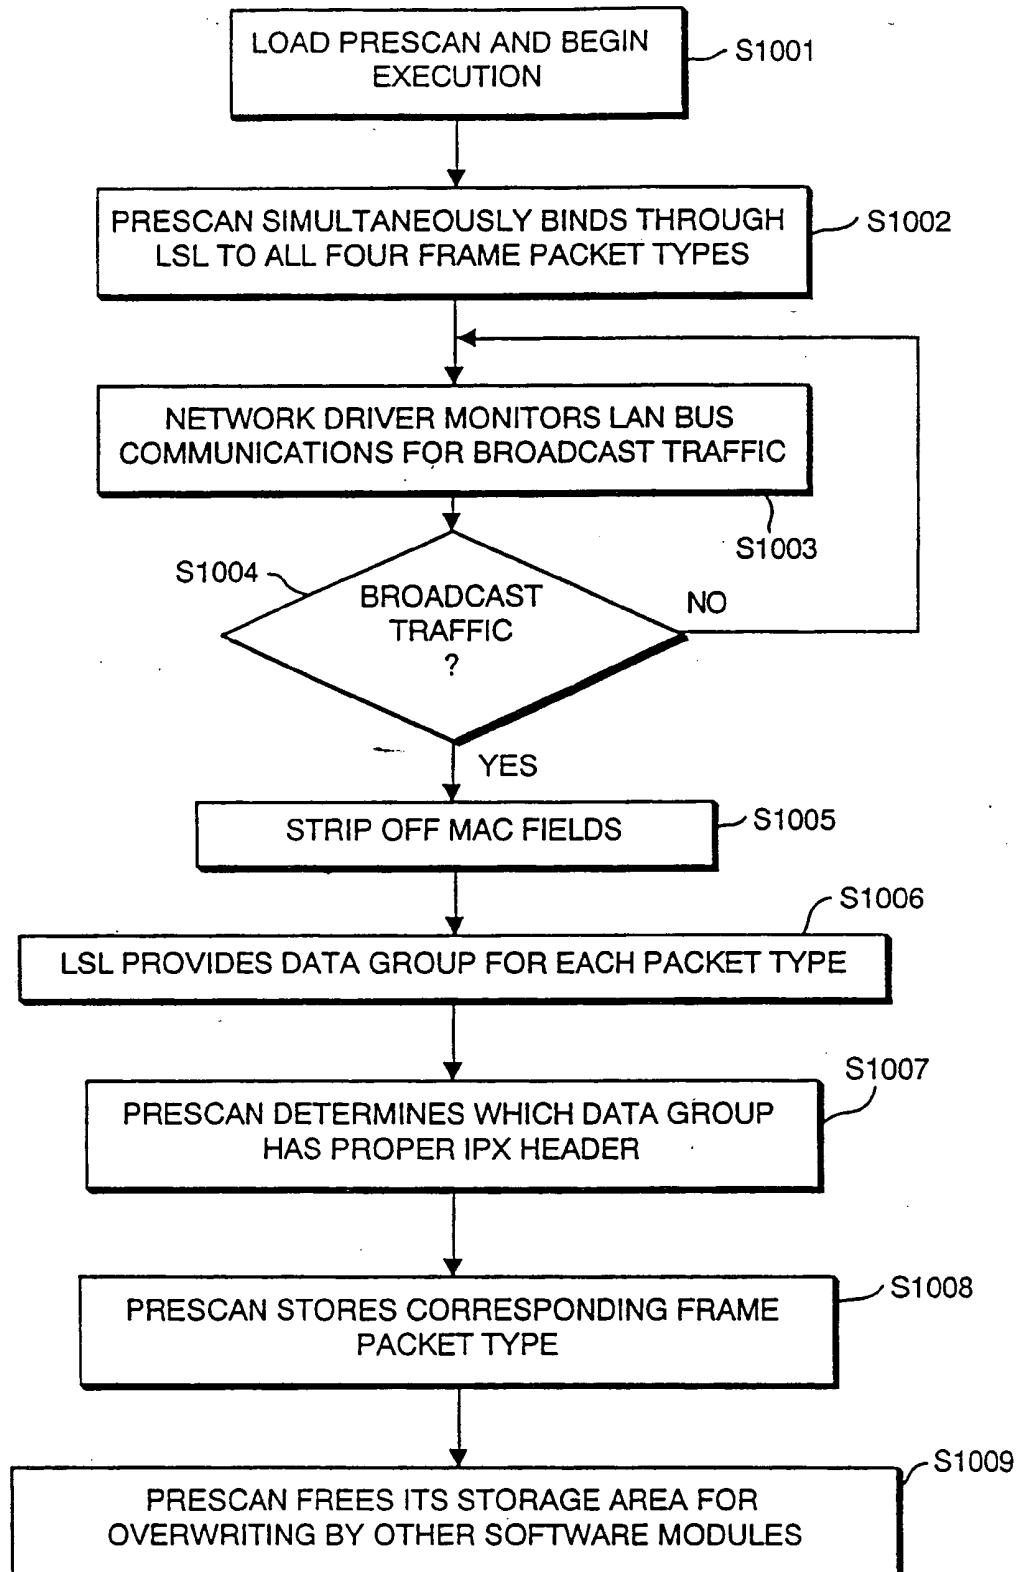 LOAD PRESCAN AND BEGIN
EXECUTION
S1001
PRESCAN SIMULTANEOUSLY BINDS THROUGH
LSL TO ALL FOUR FRAME PACKET TYPES
S1002
NETWORK DRIVER MONITORS LAN BUS
COMMUNICATIONS FOR BROADCAST TRAFFIC
S1003
S1004
BROADCAST
TRAFFIC
?
NO
YES
STRIP OFF MAC FIELDS
S1005
S1006
LSL PROVIDES DATA GROUP FOR EACH PACKET TYPE
S1007
PRESCAN DETERMINES WHICH DATA GROUP
HAS PROPER IPX HEADER
S1008
PRESCAN STORES CORRESPONDING FRAME
PACKET TYPE
S1009
PRESCAN FREES ITS STORAGE AREA FOR
OVERWRITING BY OTHER SOFTWARE MODULES